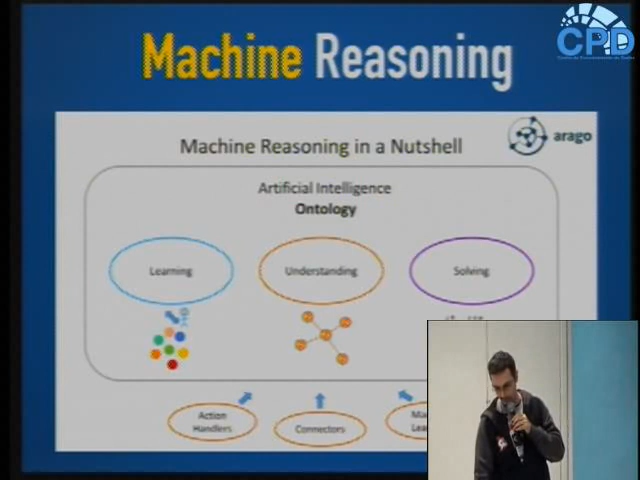 CPD
Machine Reasoning
arago
Machine Reasoning in a Nutshell
Artificial Intelligence
Ontology
Learning
Understanding
Solving
Action
Handlers
Connectors